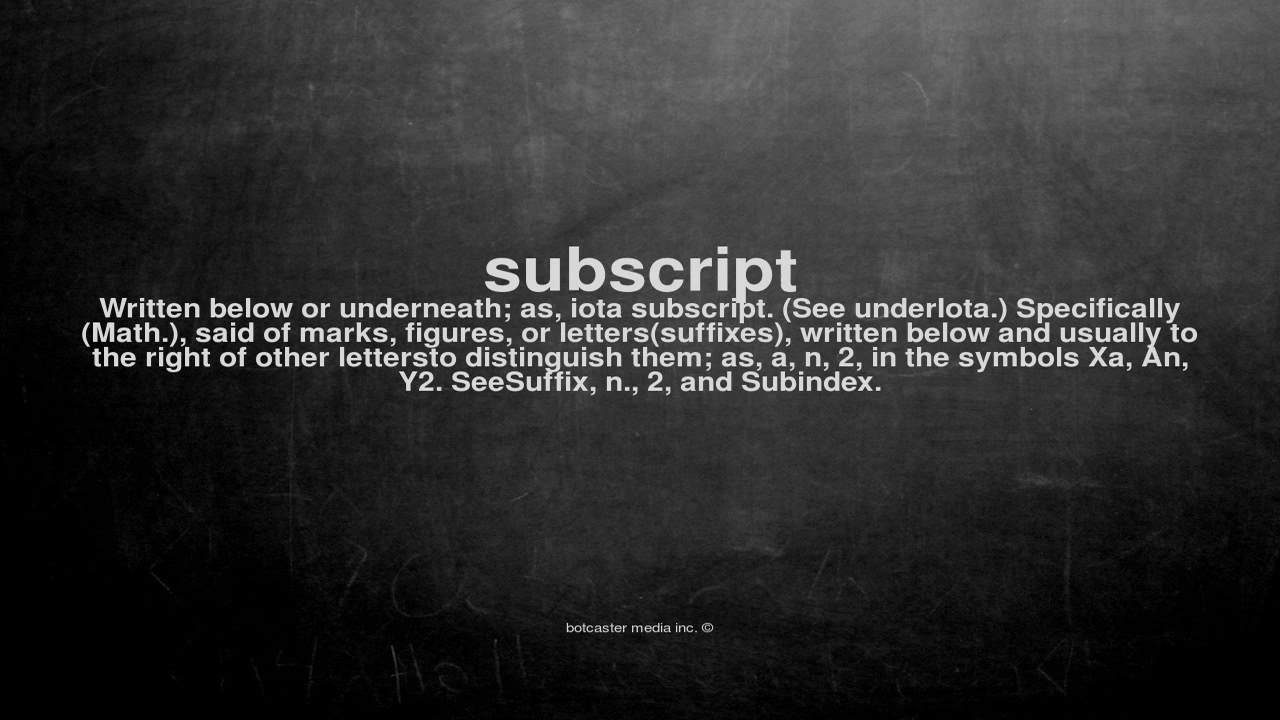 subscript
Written below or underneath; as, iota subscript. (See underIota.) Specifically
(Math.), said of marks, figures, or letters(suffixes), written below and usually to
the right of other lettersto distinguish them; as, a, n, 2, in the symbols Xa, An,
Y2. SeeSuffix, n., 2, and Subindex.
botcaster media inc. ©